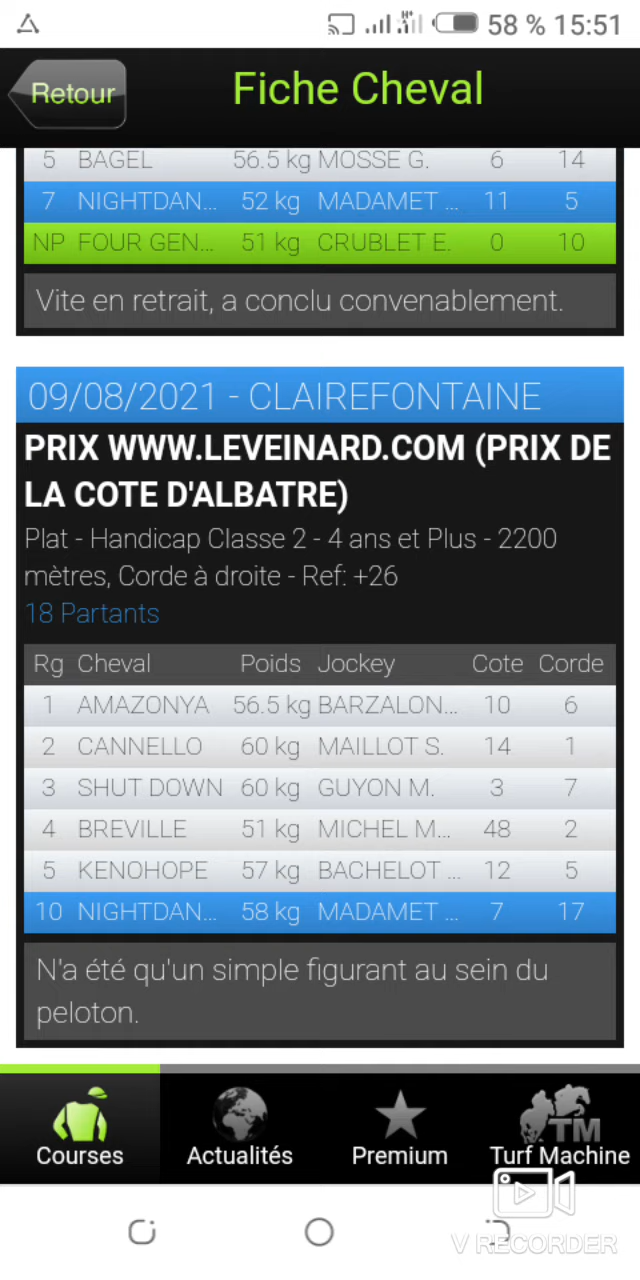 58 % 15:51
Retour Fiche Cheval
5 BAGEL 56.5 kg MOSSE G. 6 14
7 NIGHTDAN... 52 kg MADAMET ... 11 5
NP FOUR GEN... 51 kg CRUBLET E. 0 10
Vite en retrait, a conclu convenablement.
09/08/2021 - CLAIREFONTAINE
PRIX WWW.LEVEINARD.COM (PRIX DE
LA COTE D'ALBATRE)
Plat - Handicap Classe 2 - 4 ans et Plus - 2200
mètres, Corde à droite - Ref: +26
18 Partants
Rg Cheval Poids Jockey Cote Corde
1 AMAZONYA 56.5 kg BARZALON... 10 6
2 CANNELLO 60 kg MAILLOT S. 14 1
3 SHUT DOWN 60 kg GUYON M. 3 7
4 BREVILLE 51 kg MICHEL M... 48 2
5 KENOHOPE 57 kg BACHELOT ... 12 5
10 NIGHTDAN... 58 kg MADAMET ... 7 17
N'a été qu'un simple figurant au sein du
peloton.
TM
Courses Actualités Premium Turf Machine
V RECORDER